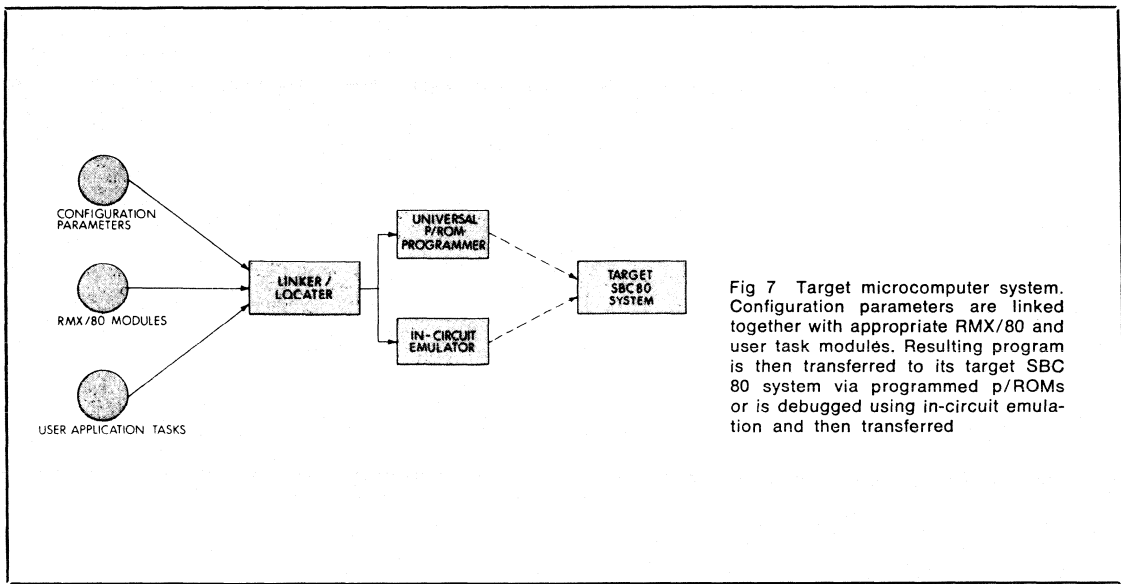 CONFIGURATION
PARAMETERS
RMX/80 MODULES
USER APPLICATION TASKS
LINKER/
LOCATER
UNIVERSAL
P/ROM
PROGRAMMER
IN-CIRCUIT
EMULATOR
TARGET
SBC80
SYSTEM
Fig 7 Target microcomputer system.
Configuration parameters are linked
together with appropriate RMX/80 and
user task modules. Resulting program
is then transferred to its target SBC
80 system via programmed p/ROMs
or is debugged using in-circuit emula-
tion and then transferred